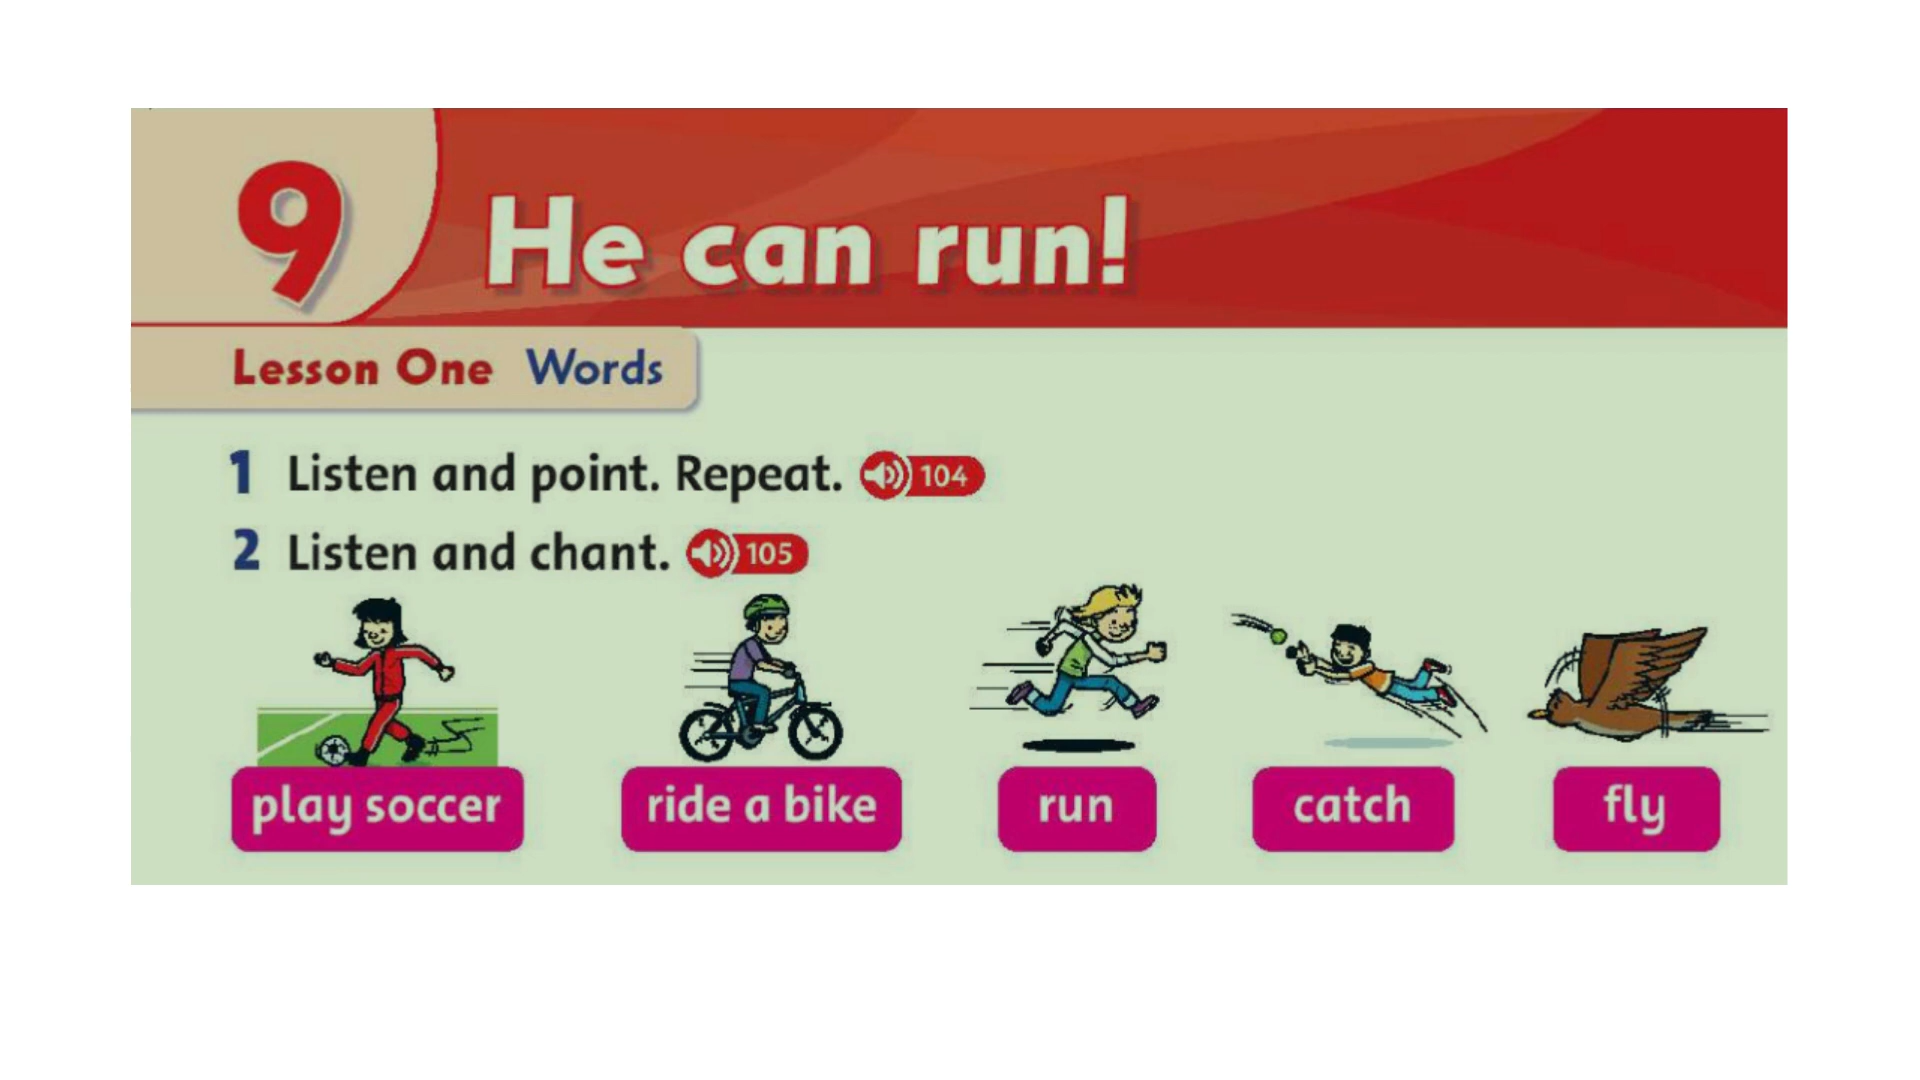 9
He can run!
Lesson One Words
1 Listen and point. Repeat. 104
2 Listen and chant. 105
play soccer
ride a bike
run
catch
fly